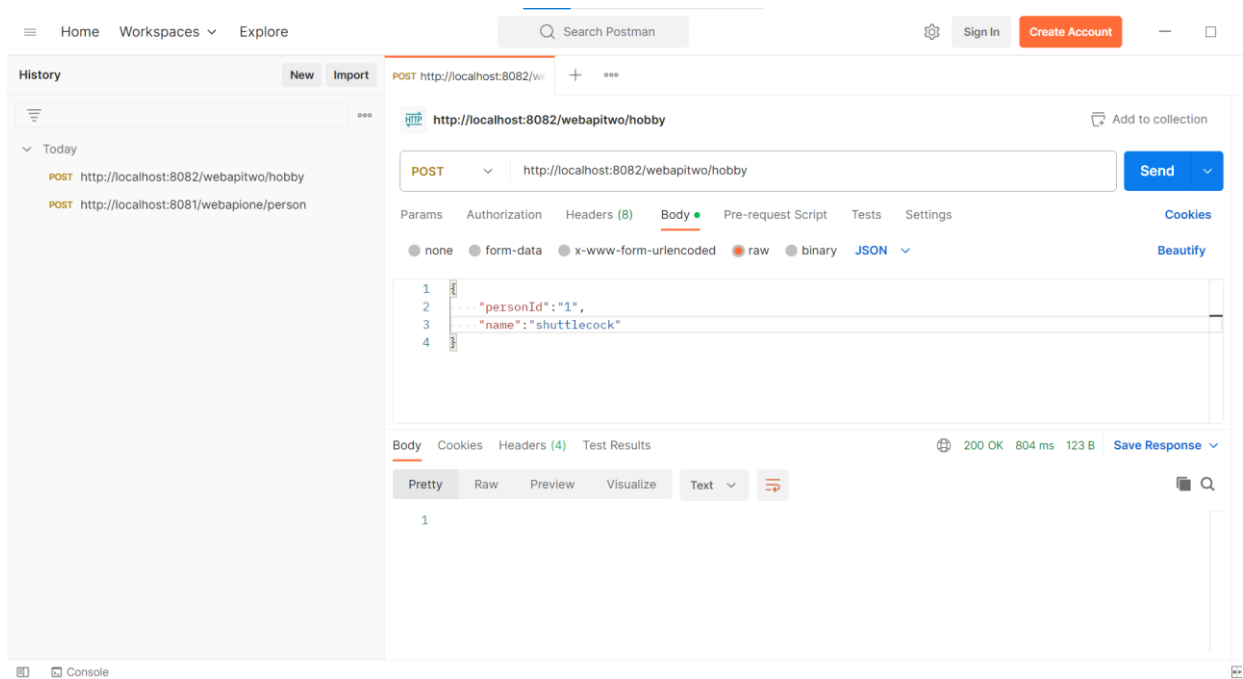 Home Workspaces Explore Search Postman Sign In Create Account
History New Import POST http://localhost:8082/we
HTTP http://localhost:8082/webapitwo/hobby Add to collection
Today
POST http://localhost:8082/webapitwo/hobby
POST http://localhost:8081/webapione/person
POST http://localhost:8082/webapitwo/hobby Send
Params Authorization Headers (8) Body Pre-request Script Tests Settings Cookies
none form-data x-www-form-urlencoded raw binary JSON Beautify
1 {
2 "personId":"1",
3 "name":"shuttlecock"
4 }
Body Cookies Headers (4) Test Results 200 OK 804 ms 123 B Save Response
Pretty Raw Preview Visualize Text
1
Console